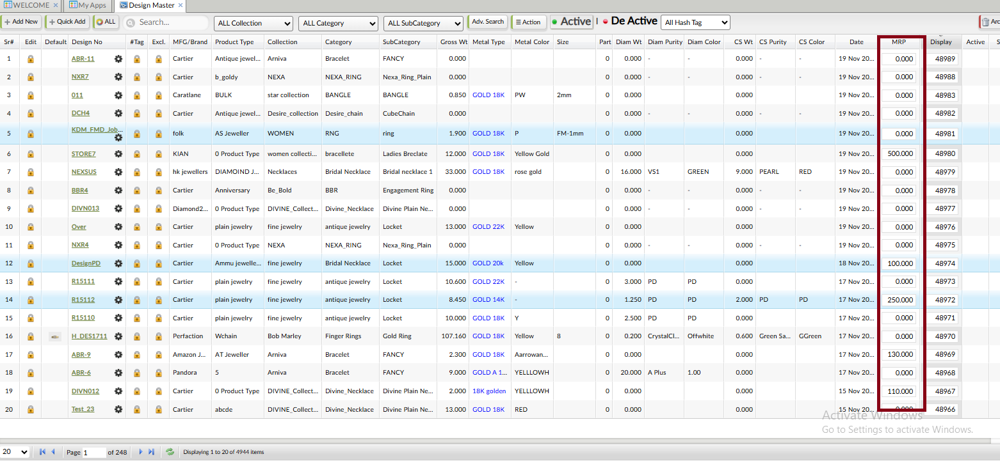 WELCOME × My Apps Design Master ×
+ Add New + Quick Add ALL Search... ALL Collection ALL Category ALL SubCategory Adv. Search ☰ Action Active | De Active All Hash Tag Arc
Sr# Edit Default Design No #Tag Excl. MFG/Brand Product Type Collection Category SubCategory Gross Wt Metal Type Metal Color Size Part Diam Wt Diam Purity Diam Color CS Wt CS Purity CS Color Date MRP Display Active S
1 ABR-11 Cartier Antique jewel... Arniva Bracelet FANCY 0.000 0 0.000 - - 0.000 - - 19 Nov 20... 0.000 48989
2 NXR7 Cartier b_goldy NEXA NEXA_RING Nexa_Ring_Plain 0.000 0 0.000 - - 0.000 - - 19 Nov 20... 0.000 48988
3 011 Caratlane BULK star collection BANGLE BANGLE 0.850 GOLD 18K PW 2mm 0 0.000 0.000 19 Nov 20... 0.000 48983
4 DCH4 Cartier Antique jewel... Desire_collection Desire_chain CubeChain 0.000 0 0.000 - - 0.000 - - 19 Nov 20... 0.000 48982
5 KDM_FMD_Job... folk AS Jeweller WOMEN RNG ring 1.900 GOLD 18K P FM-1mm 0 0.000 0.000 19 Nov 20... 0.000 48981
6 STORE7 KIAN 0 Product Type women collecti... bracellete Ladies Breclate 12.000 GOLD 18K Yellow Gold 0 0.000 0.000 19 Nov 20... 500.000 48980
7 NEXSUS hk jewellers DIAMOIND J... Necklaces Bridal Necklace Bridal necklace 1 33.000 GOLD 18K rose gold 0 16.000 VS1 GREEN 9.000 PEARL RED 19 Nov 20... 0.000 48979
8 BBR4 Cartier Anniversary Be_Bold BBR Engagement Ring 0.000 0 0.000 - - 0.000 - - 19 Nov 20... 0.000 48978
9 DIVN013 Diamond2... 0 Product Type DIVINE_Collect... Divine_Necklace Divine Plain Ne... 0.000 0 0.000 - - 0.000 - - 19 Nov 20... 0.000 48977
10 Over Cartier plain jewelry fine jewelry antique jewelry Locket 13.000 GOLD 22K Yellow 0 0.000 0.000 19 Nov 20... 0.000 48976
11 NXR4 Cartier 0 Product Type NEXA NEXA_RING Nexa_Ring_Plain 0.000 0 0.000 - - 0.000 - - 19 Nov 20... 0.000 48975
12 DesignPD Cartier Ammu jewelle... fine jewelry Bridal Necklace Locket 15.000 GOLD 20k Yellow 0 0.000 0.000 18 Nov 20... 100.000 48974
13 R15111 Cartier plain jewelry fine jewelry antique jewelry Locket 10.600 GOLD 22K - 0 3.000 PD PD 0.000 17 Nov 20... 0.000 48973
14 R15112 Cartier plain jewelry fine jewelry antique jewelry Locket 8.450 GOLD 14K - 0 1.250 PD PD 2.000 PD PD 17 Nov 20... 250.000 48972
15 R15110 Cartier plain jewelry fine jewelry antique jewelry Locket 10.000 GOLD 18K Y 0 2.500 PD PD 0.000 17 Nov 20... 0.000 48971
16 H_DES1711 Perfaction Wchain Bob Marley Finger Rings Gold Ring 107.160 GOLD 18K Yellow 8 0 0.200 CrystalCl... Offwhite 0.600 Green Sa... GGreen 17 Nov 20... 0.000 48970
17 ABR-9 Amazon J... AT Jeweller Arniva Bracelet FANCY 2.300 GOLD 18K Aarrowan... 0 0.000 0.000 17 Nov 20... 130.000 48969
18 ABR-6 Pandora 5 Arniva Bracelet FANCY 9.000 GOLD A 1... YELLLOWH 0 20.000 A Plus 1.00 0.000 17 Nov 20... 0.000 48968
19 DIVN012 Cartier 0 Product Type DIVINE_Collect... Divine_Necklace Divine Plain Ne... 2.000 18K golden YELLLOWH 0 0.000 0.000 15 Nov 20... 110.000 48967
20 Test_23 Cartier abcde DIVINE_Collect... Divine_Necklace Divine Plain Ne... 13.000 GOLD 18K RED 0 0.000 0.000 15 Nov 20... 0.000 48966
Activate Windows
Go to Settings to activate Windows.
20 Page 1 of 248 Displaying 1 to 20 of 4944 items